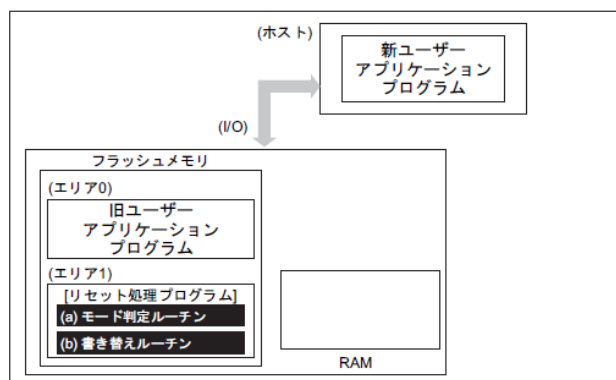 (ホスト)
新ユーザー
アプリケーション
プログラム
(I/O)
フラッシュメモリ
(エリア0)
旧ユーザー
アプリケーション
プログラム
(エリア1)
[リセット処理プログラム]
(a) モード判定ルーチン
(b) 書き替えルーチン
RAM